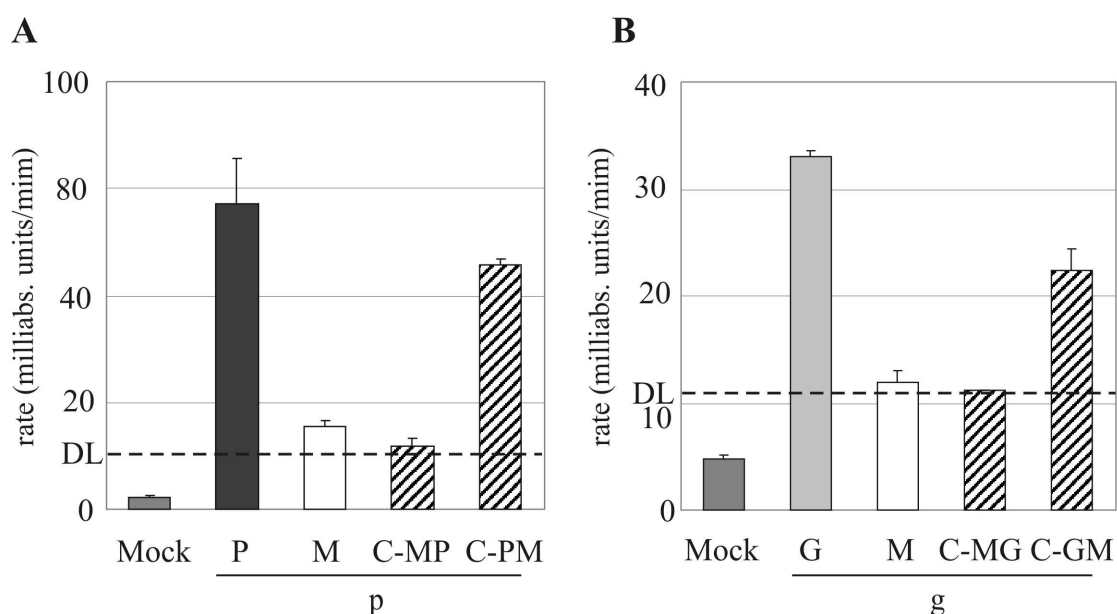 A
100
80
40
20
DL
0
rate (milliabs. units/mim)
Mock P M C-MP C-PM
p
B
40
30
20
DL
10
0
rate (milliabs. units/mim)
Mock G M C-MG C-GM
g